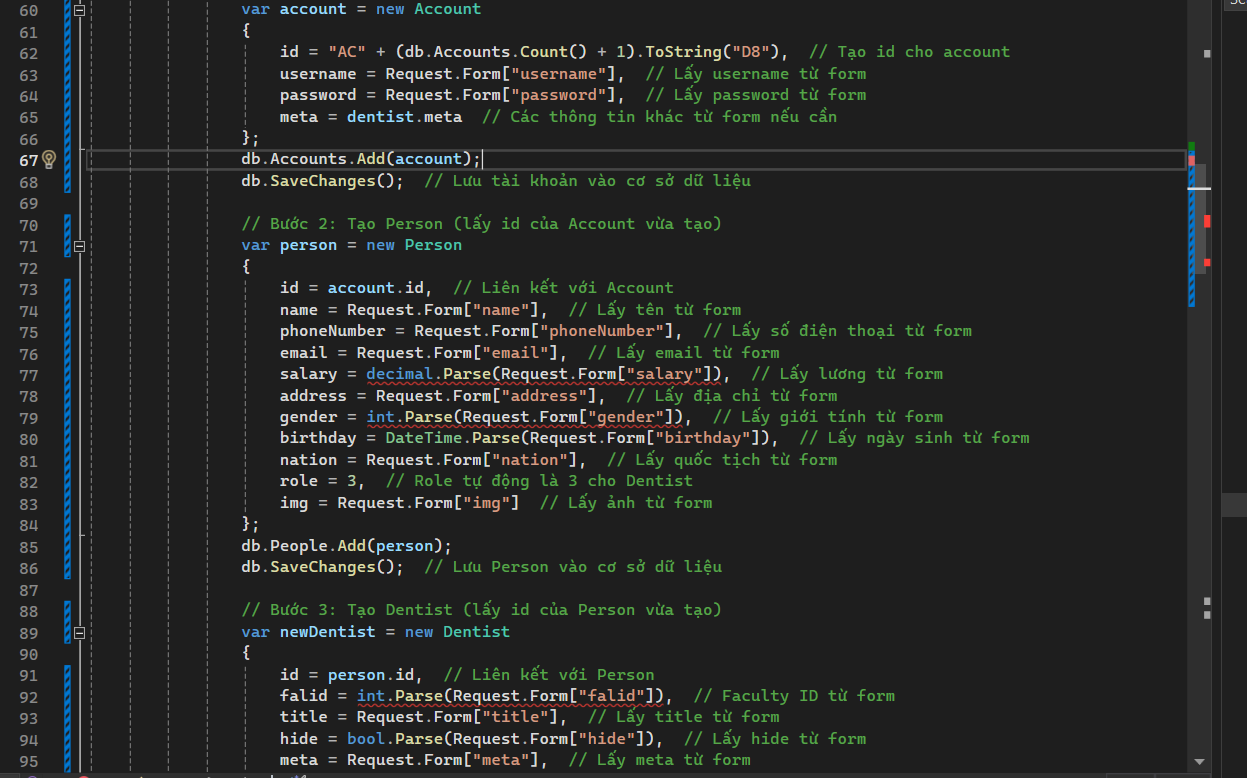 60 var account = new Account
61 {
62 id = "AC" + (db.Accounts.Count() + 1).ToString("D8"), // Tạo id cho account
63 username = Request.Form["username"], // Lấy username từ form
64 password = Request.Form["password"], // Lấy password từ form
65 meta = dentist.meta // Các thông tin khác từ form nếu cần
66 };
67 db.Accounts.Add(account);
68 db.SaveChanges(); // Lưu tài khoản vào cơ sở dữ liệu
69
70 // Bước 2: Tạo Person (lấy id của Account vừa tạo)
71 var person = new Person
72 {
73 id = account.id, // Liên kết với Account
74 name = Request.Form["name"], // Lấy tên từ form
75 phoneNumber = Request.Form["phoneNumber"], // Lấy số điện thoại từ form
76 email = Request.Form["email"], // Lấy email từ form
77 salary = decimal.Parse(Request.Form["salary"]), // Lấy lương từ form
78 address = Request.Form["address"], // Lấy địa chỉ từ form
79 gender = int.Parse(Request.Form["gender"]), // Lấy giới tính từ form
80 birthday = DateTime.Parse(Request.Form["birthday"]), // Lấy ngày sinh từ form
81 nation = Request.Form["nation"], // Lấy quốc tịch từ form
82 role = 3, // Role tự động là 3 cho Dentist
83 img = Request.Form["img"] // Lấy ảnh từ form
84 };
85 db.People.Add(person);
86 db.SaveChanges(); // Lưu Person vào cơ sở dữ liệu
87
88 // Bước 3: Tạo Dentist (lấy id của Person vừa tạo)
89 var newDentist = new Dentist
90 {
91 id = person.id, // Liên kết với Person
92 falid = int.Parse(Request.Form["falid"]), // Faculty ID từ form
93 title = Request.Form["title"], // Lấy title từ form
94 hide = bool.Parse(Request.Form["hide"]), // Lấy hide từ form
95 meta = Request.Form["meta"], // Lấy meta từ form